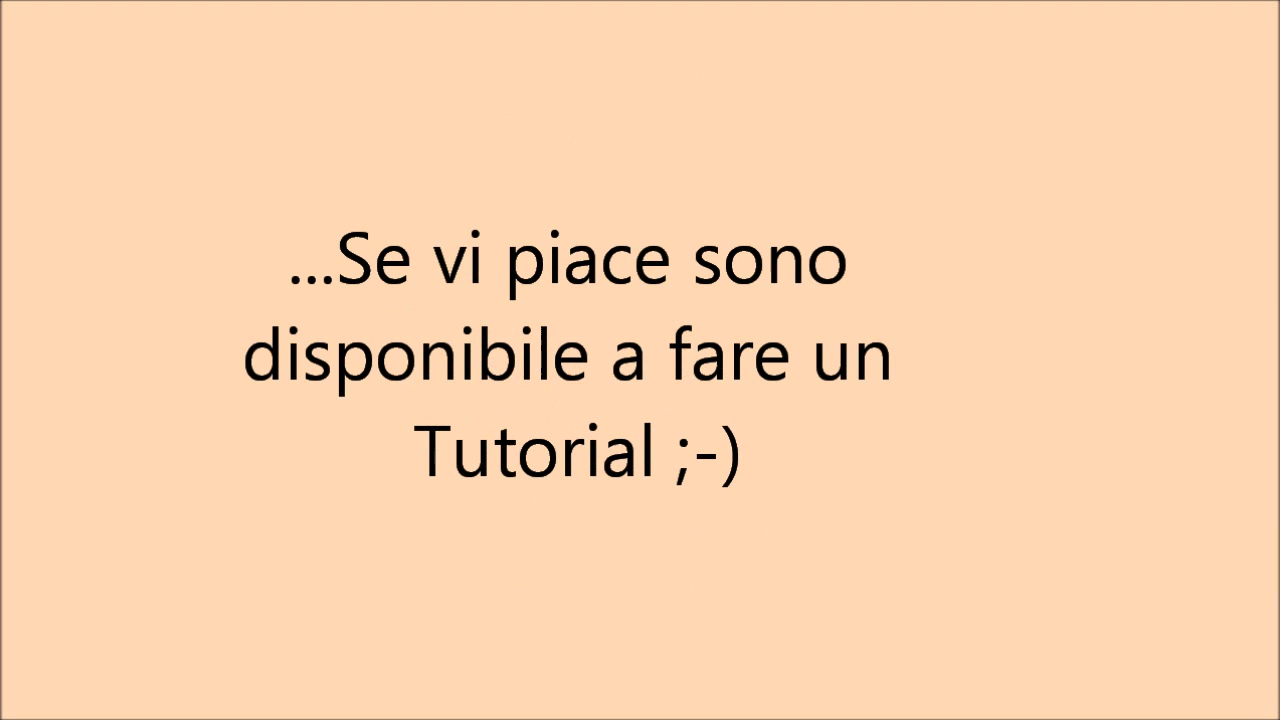 ...Se vi piace sono
disponibile a fare un
Tutorial ;-)